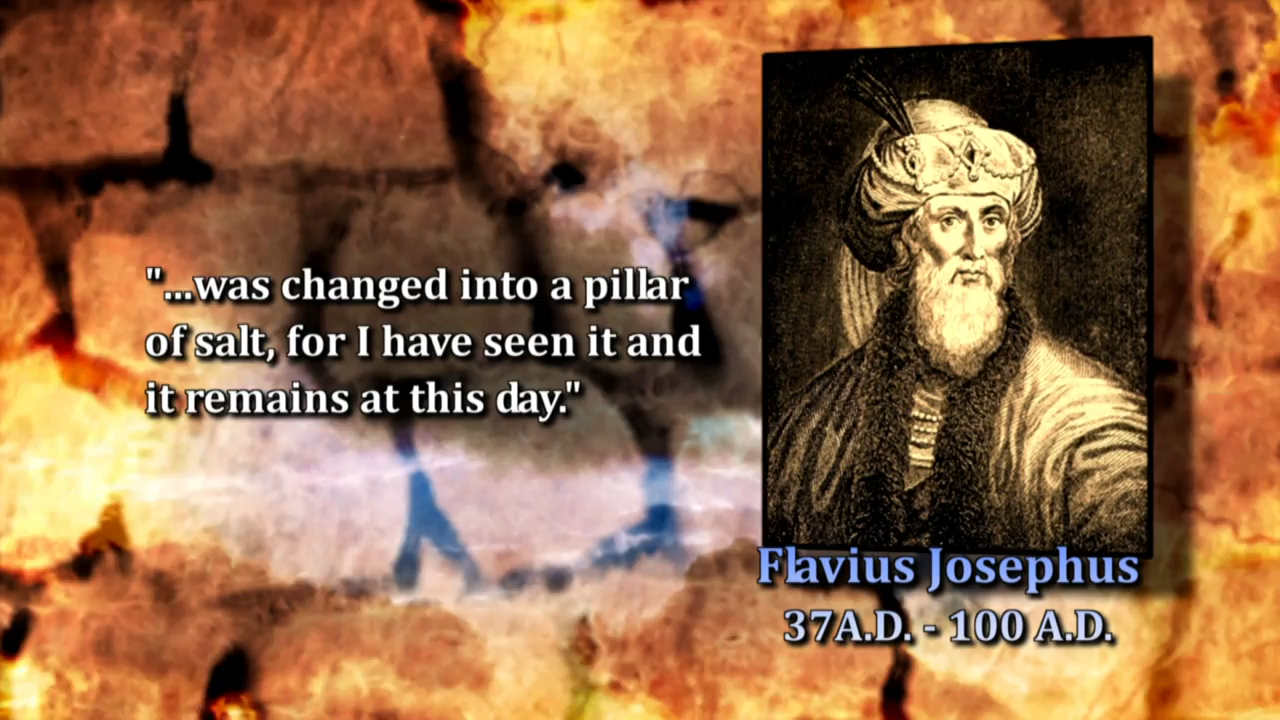 "...was changed into a pillar
of salt, for I have seen it and
it remains at this day."
Flavius Josephus
37A.D. - 100 A.D.